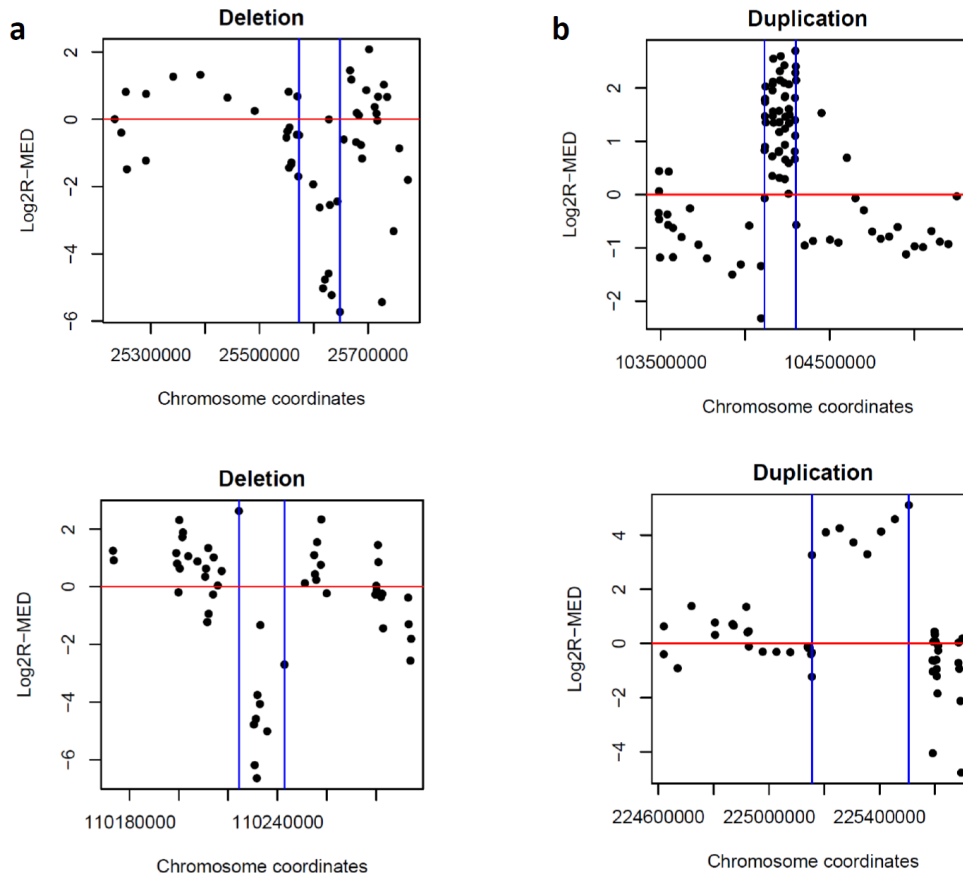 a
Deletion
Log2R−MED
2
0
−2
−4
−6
25300000
25500000
25700000
Chromosome coordinates
b
Duplication
Log2R−MED
2
1
0
−1
−2
103500000
104500000
Chromosome coordinates
Deletion
Log2R−MED
2
0
−2
−4
−6
110180000
110240000
Chromosome coordinates
Duplication
Log2R−MED
4
2
0
−2
−4
224600000
225000000
225400000
Chromosome coordinates